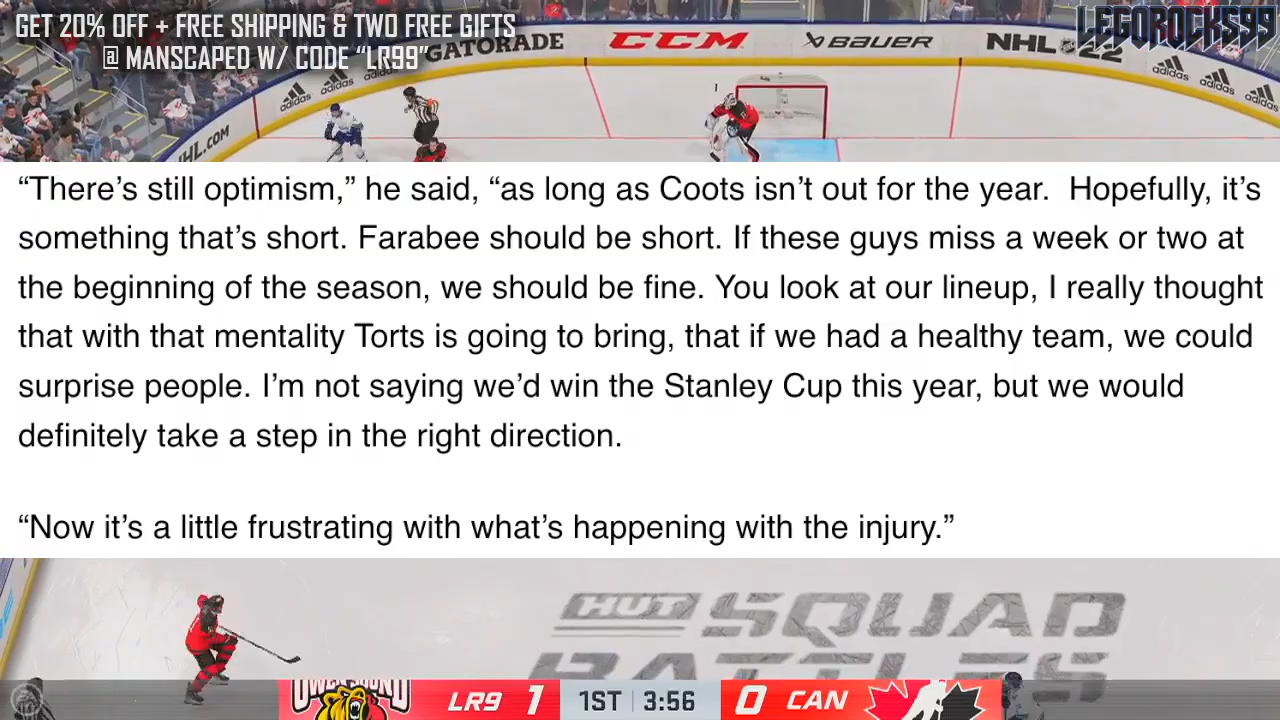 GET 20% OFF + FREE SHIPPING & TWO FREE GIFTS
@ MANSCAPED W/ CODE “LR99”
LEGOROCKS99
GATORADE
CCM
BAUER
NHL 22
adidas
adidas
adidas
adidas
adidas
NHL.COM
“There’s still optimism,” he said, “as long as Coots isn’t out for the year.  Hopefully, it’s
something that’s short. Farabee should be short. If these guys miss a week or two at
the beginning of the season, we should be fine. You look at our lineup, I really thought
that with that mentality Torts is going to bring, that if we had a healthy team, we could
surprise people. I’m not saying we’d win the Stanley Cup this year, but we would
definitely take a step in the right direction.
“Now it’s a little frustrating with what’s happening with the injury.”
HUT SQUAD
BATTLES
OWEN SOUND
LR9 1 1ST 3:56 0 CAN